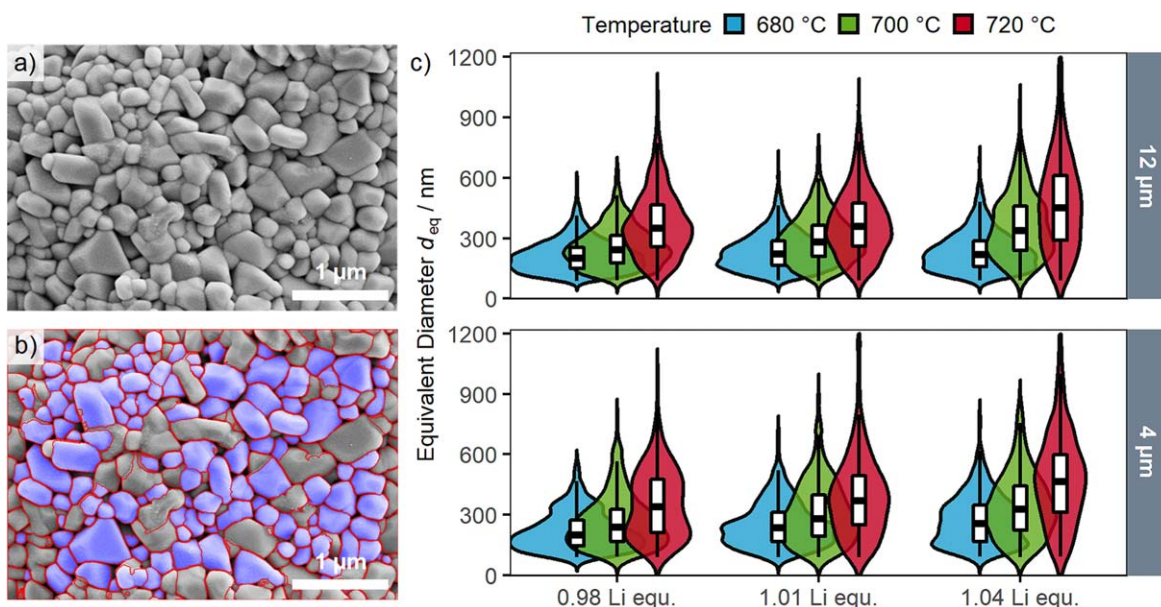 Temperature 680 °C 700 °C 720 °C
a)
1 µm
b)
1 µm
c)
Equivalent Diameter deq / nm
1200
900
600
300
0
12 µm
1200
900
600
300
0
4 µm
0.98 Li equ. 1.01 Li equ. 1.04 Li equ.